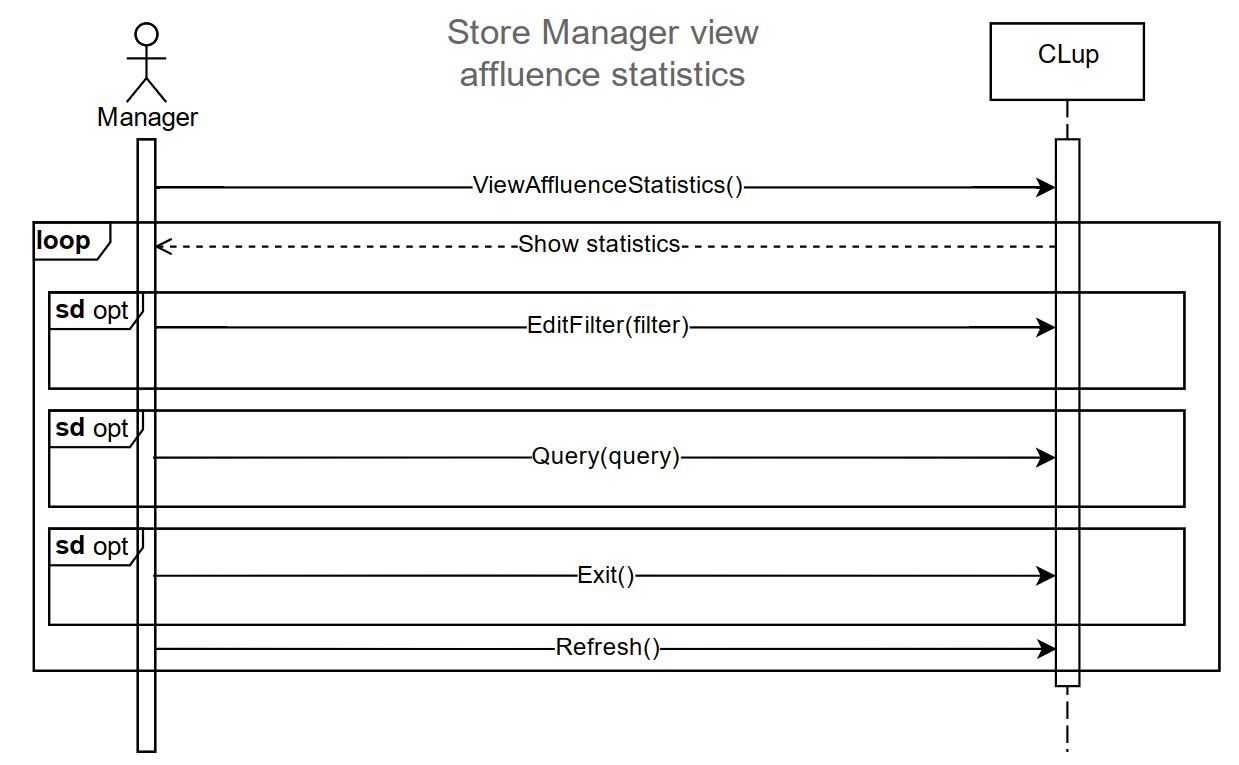 Store Manager view
affluence statistics
CLup
Manager
ViewAffluenceStatistics()
loop
Show statistics
sd opt
EditFilter(filter)
sd opt
Query(query)
sd opt
Exit()
Refresh()